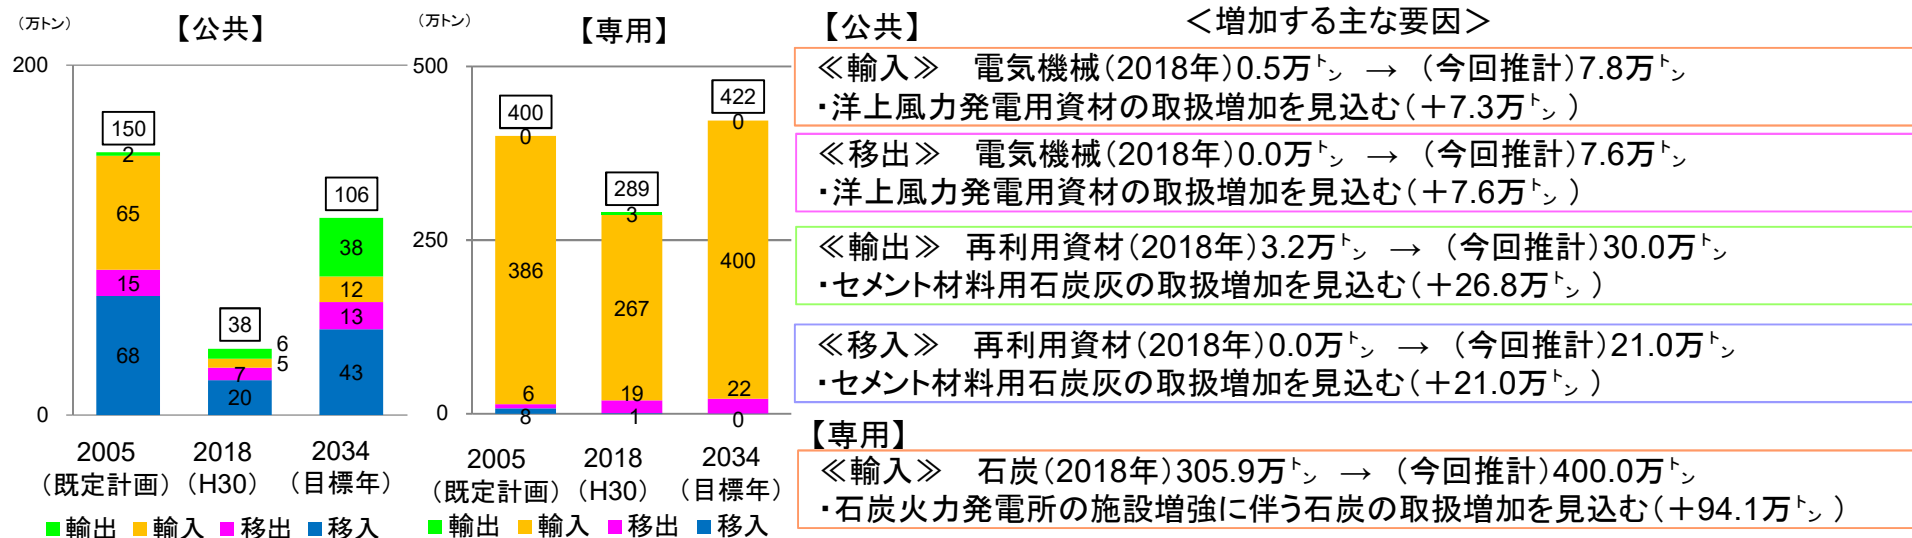 （万トン）
【公共】
200
150
2
65
15
68
38
6
5
7
20
106
38
12
13
43
0
2005
（既定計画）
2018
（H30）
2034
（目標年）
■輸出 ■輸入 ■移出 ■移入
（万トン）
【専用】
500
250
0
400
0
386
6
8
289
3
267
19
1
422
0
400
22
0
2005
（既定計画）
2018
（H30）
2034
（目標年）
■輸出 ■輸入 ■移出 ■移入
【公共】 ＜増加する主な要因＞
≪輸入≫ 電気機械（2018年）0.5万㌧ → （今回推計）7.8万㌧
・洋上風力発電用資材の取扱増加を見込む（＋7.3万㌧）
≪移出≫ 電気機械（2018年）0.0万㌧ → （今回推計）7.6万㌧
・洋上風力発電用資材の取扱増加を見込む（＋7.6万㌧）
≪輸出≫ 再利用資材（2018年）3.2万㌧ → （今回推計）30.0万㌧
・セメント材料用石炭灰の取扱増加を見込む（＋26.8万㌧）
≪移入≫ 再利用資材（2018年）0.0万㌧ → （今回推計）21.0万㌧
・セメント材料用石炭灰の取扱増加を見込む（＋21.0万㌧）
【専用】
≪輸入≫ 石炭（2018年）305.9万㌧ → （今回推計）400.0万㌧
・石炭火力発電所の施設増強に伴う石炭の取扱増加を見込む（＋94.1万㌧）